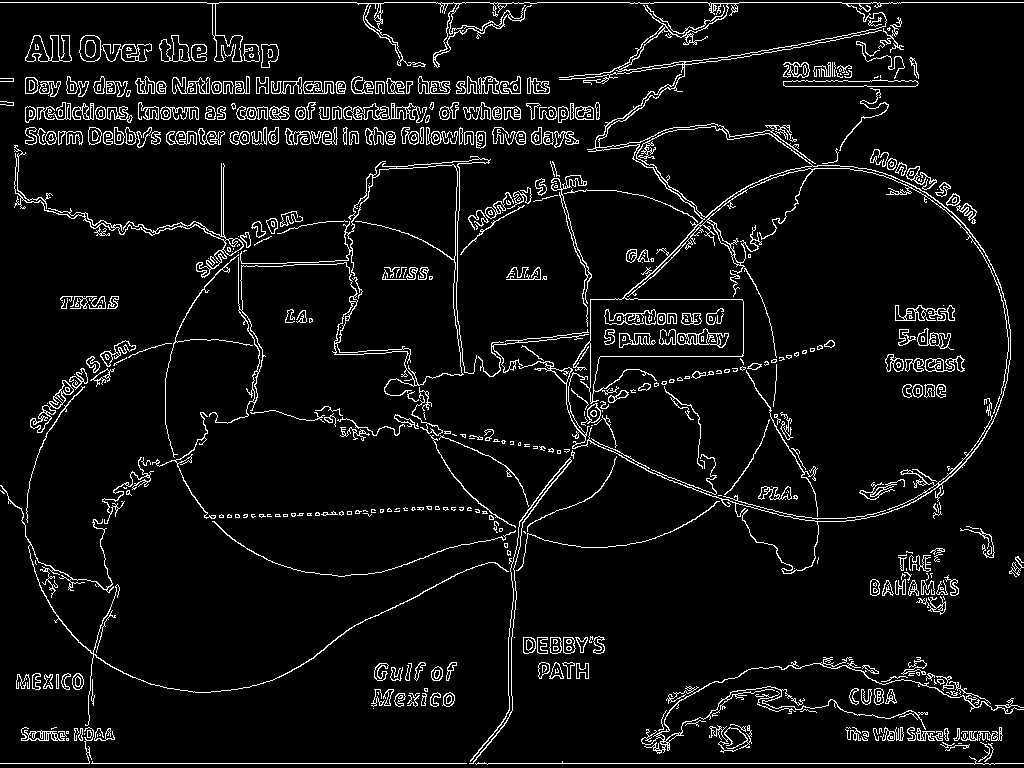 All Over the Map
Day by day, the National Hurricane Center has shifted its
predictions, known as ‘cones of uncertainty,’ of where Tropical
Storm Debby’s center could travel in the following five days.
200 miles
Monday 5 p.m.
Monday 5 a.m.
Sunday 2 p.m.
Saturday 5 p.m.
TEXAS
LA.
MISS.
ALA.
GA.
Location as of
5 p.m. Monday
Latest
5-day
forecast
cone
FLA.
THE
BAHAMAS
DEBBY'S
PATH
Gulf of
Mexico
MEXICO
CUBA
Source: NOAA
The Wall Street Journal